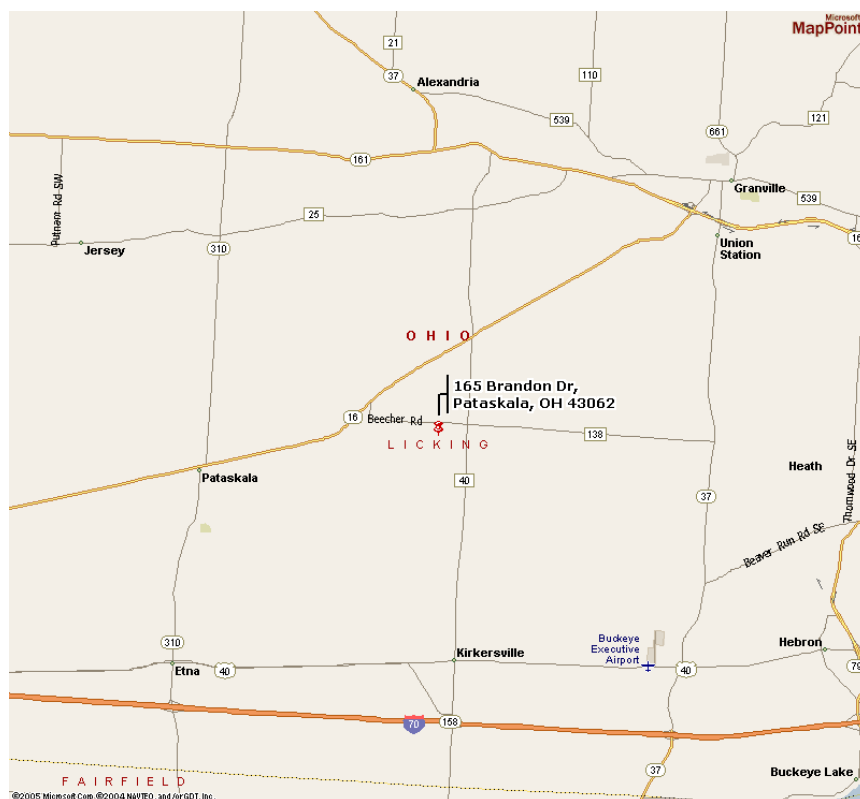 Microsoft
MapPoint
21
37
Alexandria
110
121
539
661
161
Granville
Putnam Rd SW
539
25
Jersey
310
Union
Station
16
OHIO
165 Brandon Dr,
Pataskala, OH 43062
16
Beecher Rd
138
LICKING
Heath
Pataskala
40
37
Thornwood Dr SE
Beaver Run Rd SE
310
Buckeye
Executive
Airport
Hebron
Kirkersville
Etna
40
40
79
70
158
37
Buckeye Lake
FAIRFIELD
©2005 Microsoft Corp ©2004 NAVTEQ, and/or GDT, Inc.